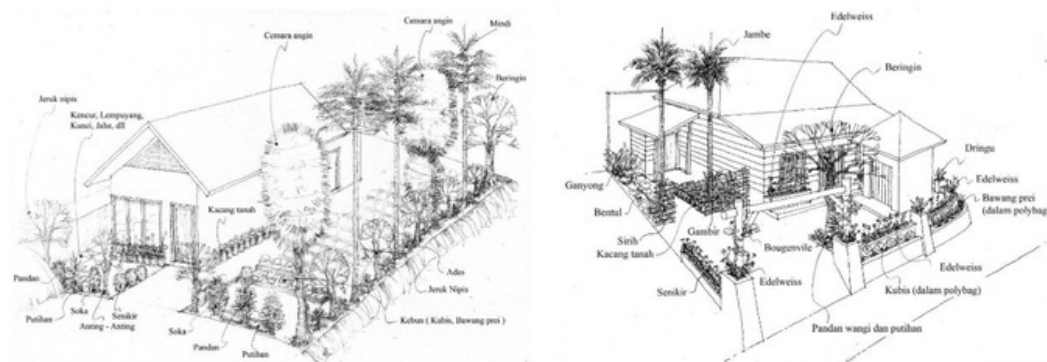 Cemara angin
Mindi
Cemara angin
Beringin
Jeruk nipis
Kencur, Lempuyang,
Kunci, Jahe, dll
Kacang tanah
Pandan
Putihan
Soka
Anting - Anting
Senikir
Soka
Pandan
Putihan
Adas
Jeruk Nipis
Kebun ( Kubis, Bawang prei )
Edelweiss
Jambe
Beringin
Dringu
Edelweiss
Bawang prei
(dalam polybag)
Ganyong
Bentul
Sirih
Kacang tanah
Gambir
Bougenvile
Senikir
Edelweiss
Edelweiss
Kubis (dalam polybag)
Pandan wangi dan putihan